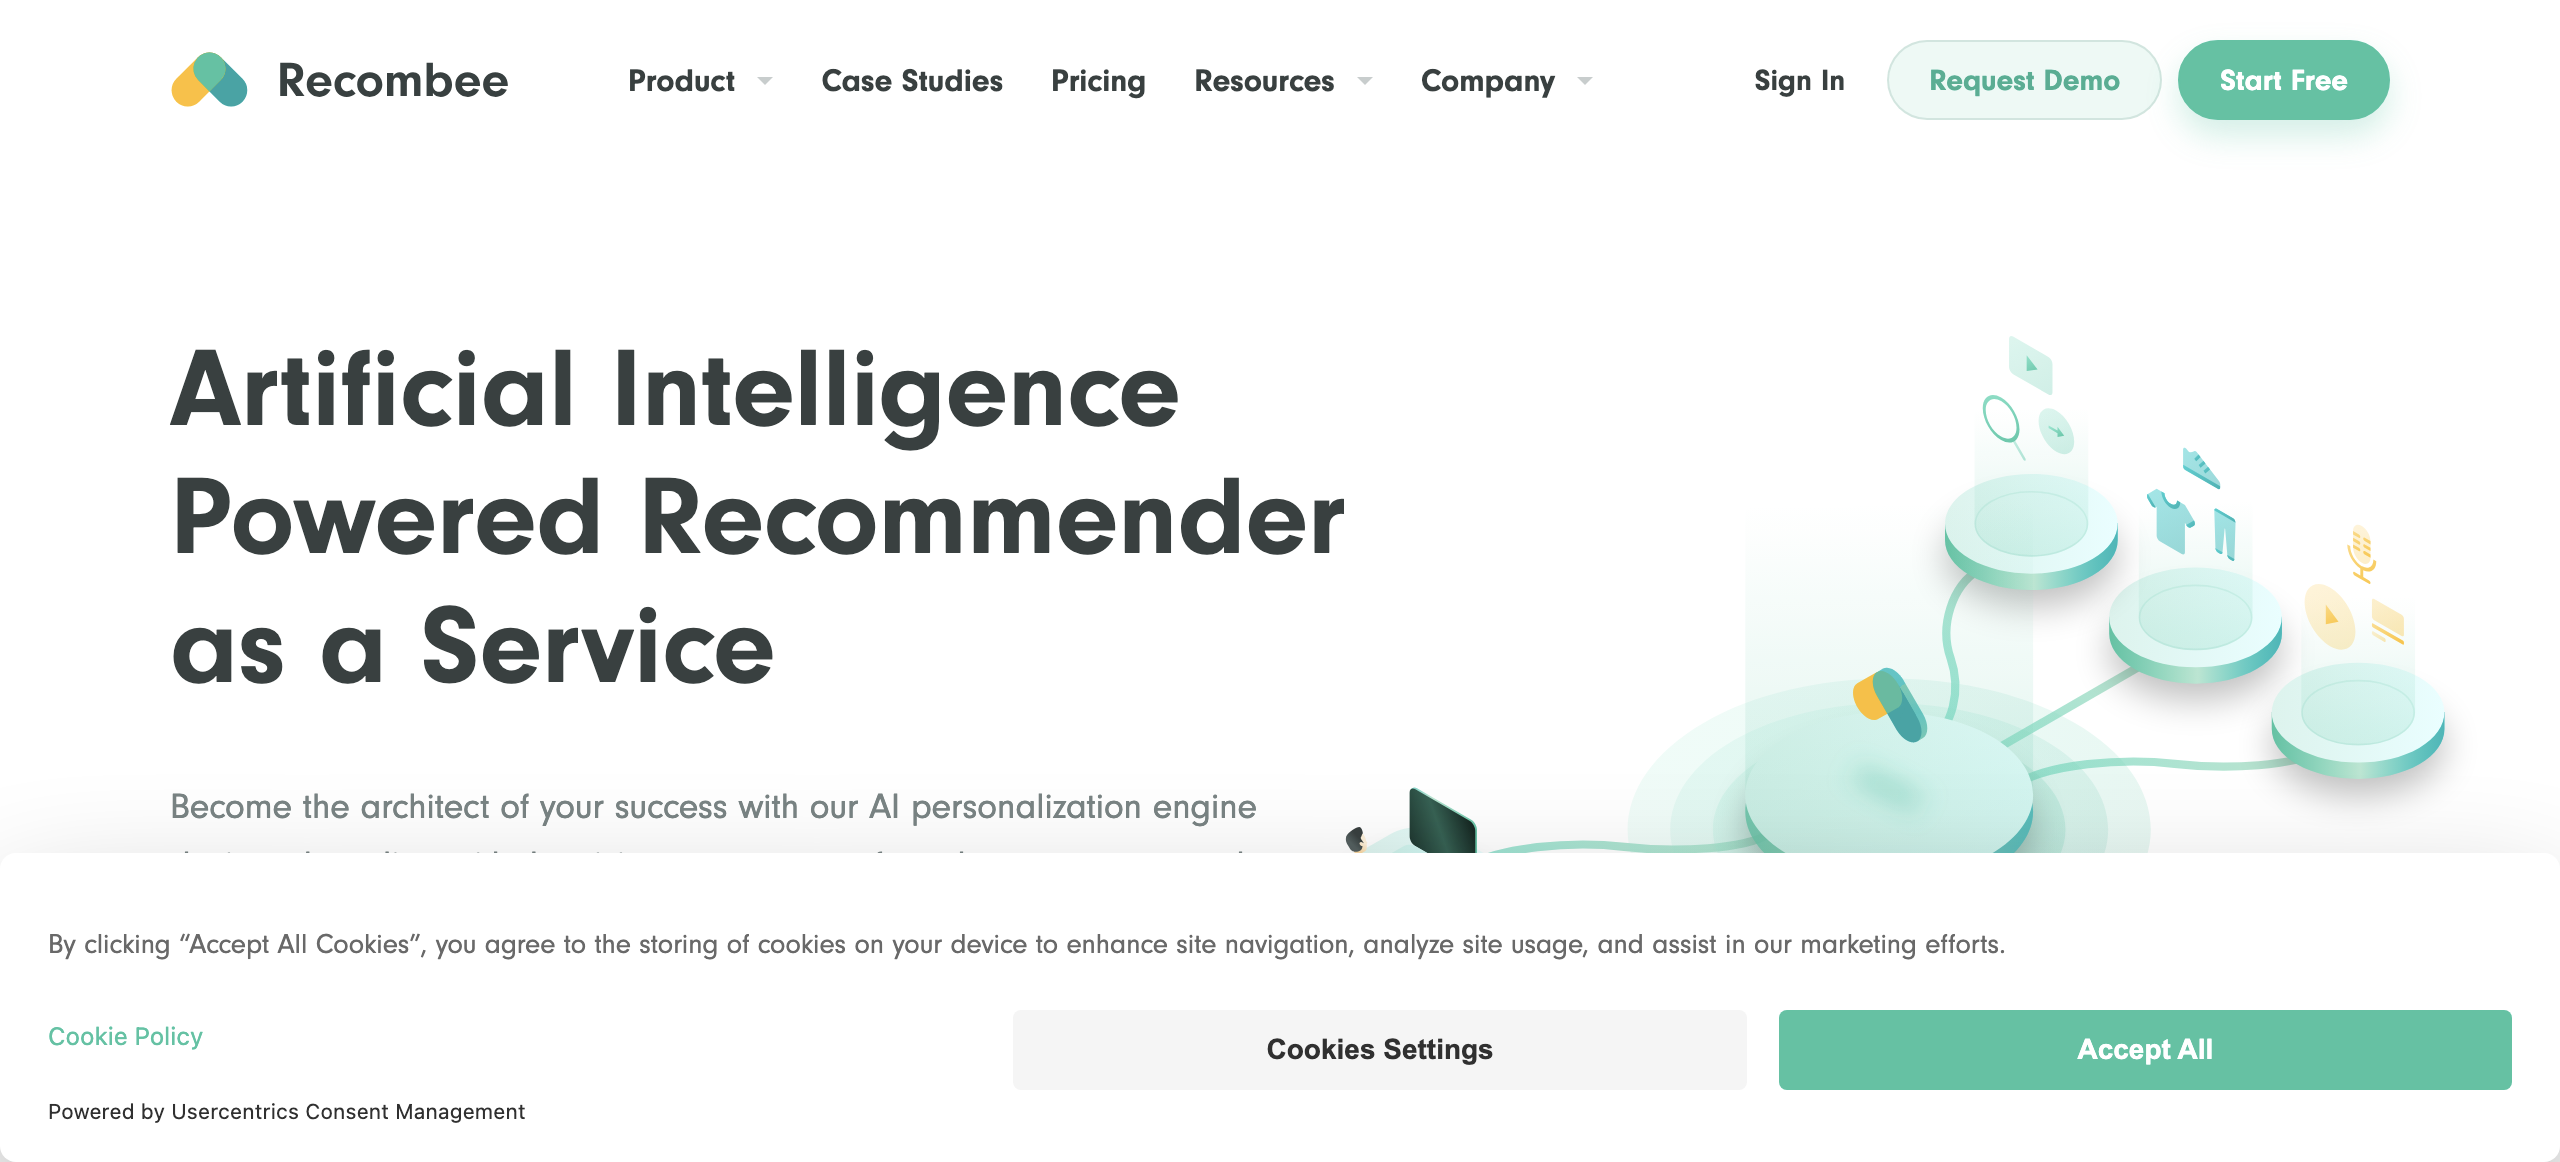 Recombee
Product
Case Studies
Pricing
Resources
Company
Sign In
Request Demo
Start Free
Artificial Intelligence
Powered Recommender
as a Service
Become the architect of your success with our AI personalization engine
By clicking “Accept All Cookies”, you agree to the storing of cookies on your device to enhance site navigation, analyze site usage, and assist in our marketing efforts.
Cookie Policy
Cookies Settings
Accept All
Powered by Usercentrics Consent Management